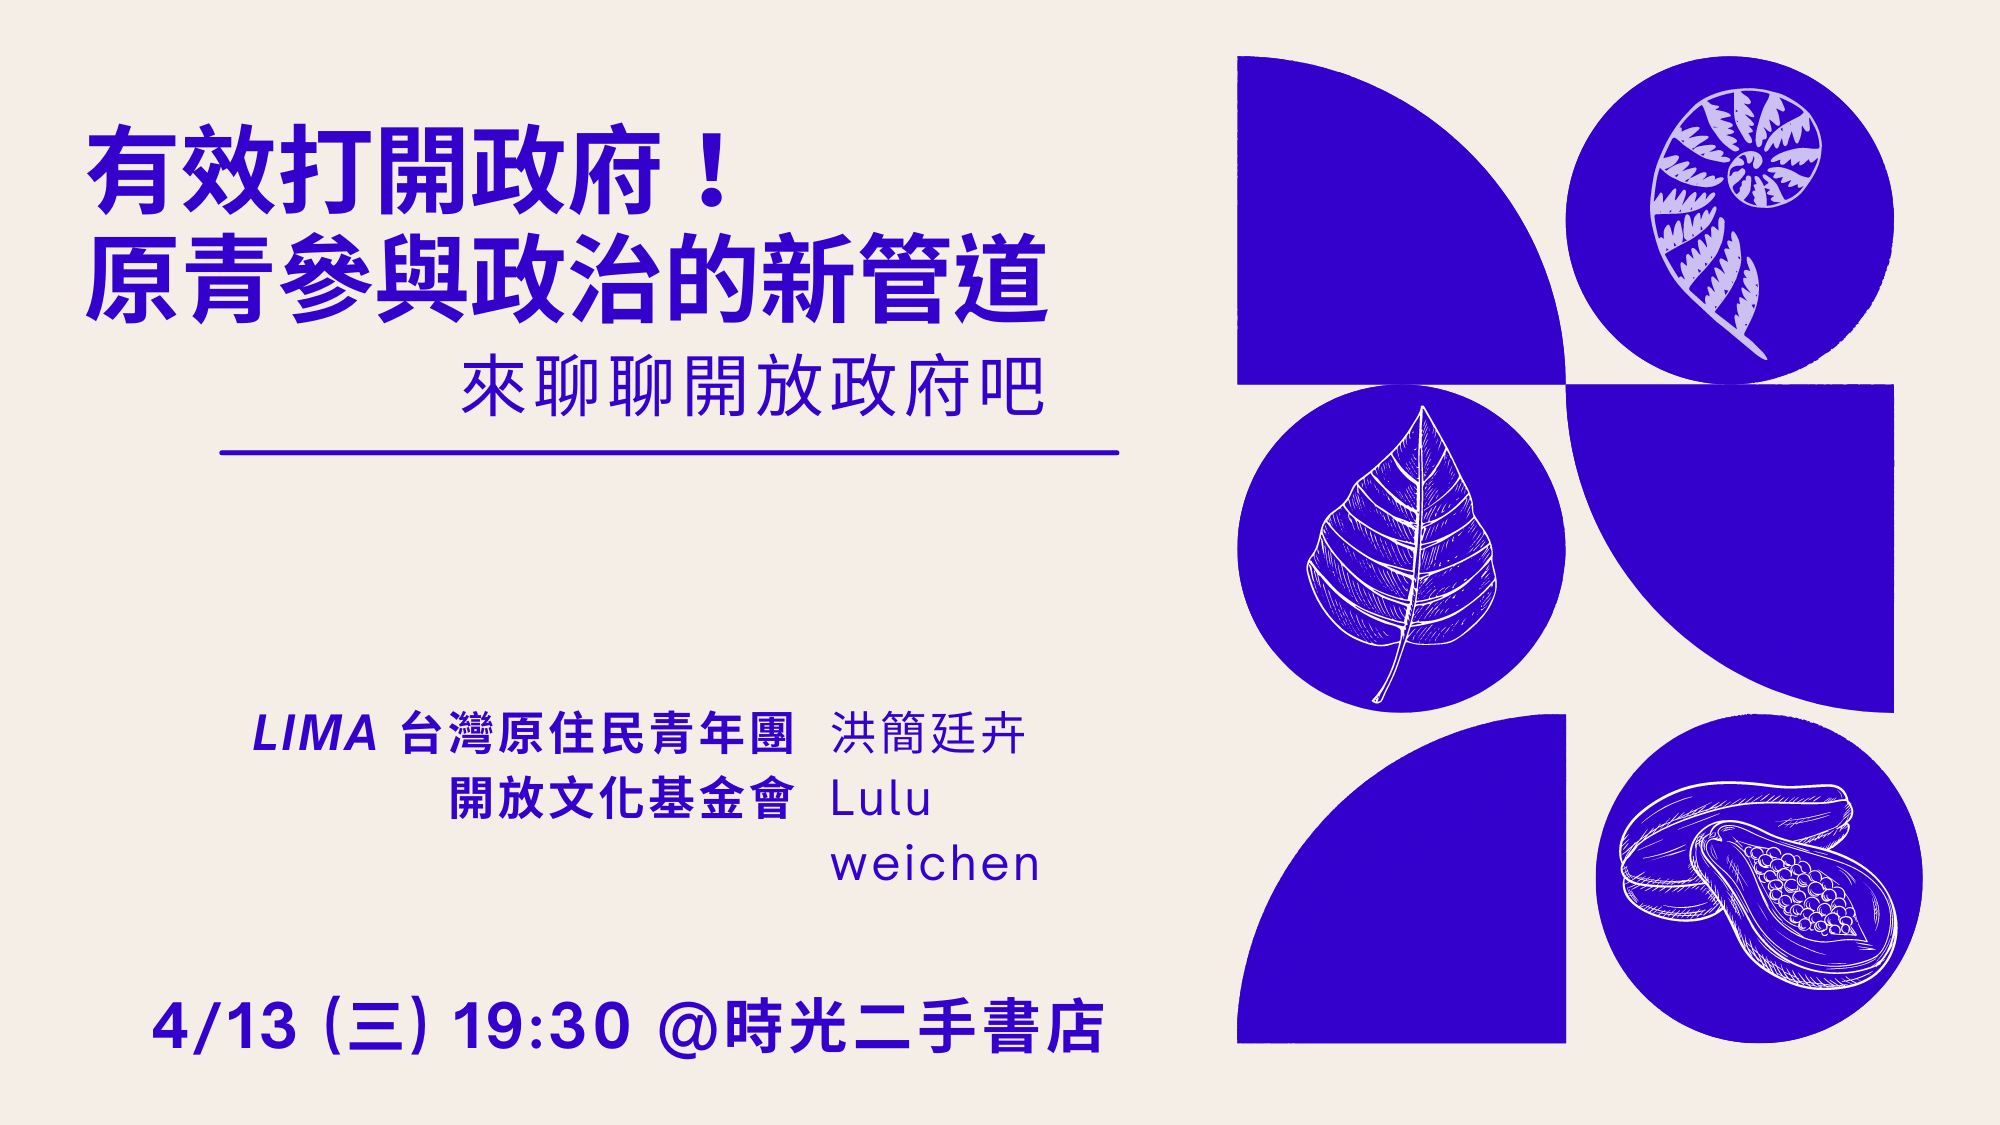 有效打開政府！
原青參與政治的新管道
來聊聊開放政府吧
LIMA 台灣原住民青年團 洪簡廷卉
開放文化基金會 Lulu
weichen
4/13 (三) 19:30 @時光二手書店